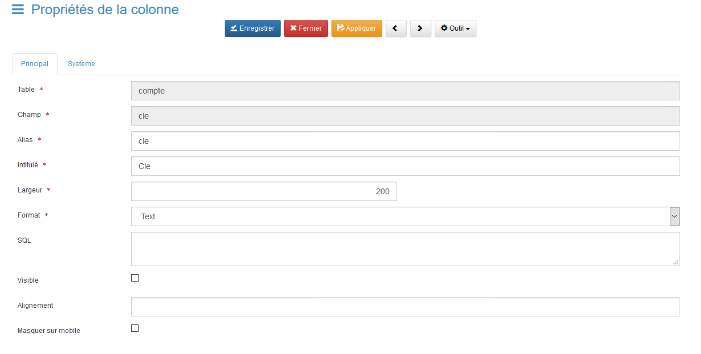 Propriétés de la colonne
Enregistrer Fermer Appliquer Outil
Principal Système
Table * compte
Champ * cle
Alias * cle
Intitulé * Cle
Largeur * 200
Format * Text
SQL
Visible
Alignement
Masquer sur mobile